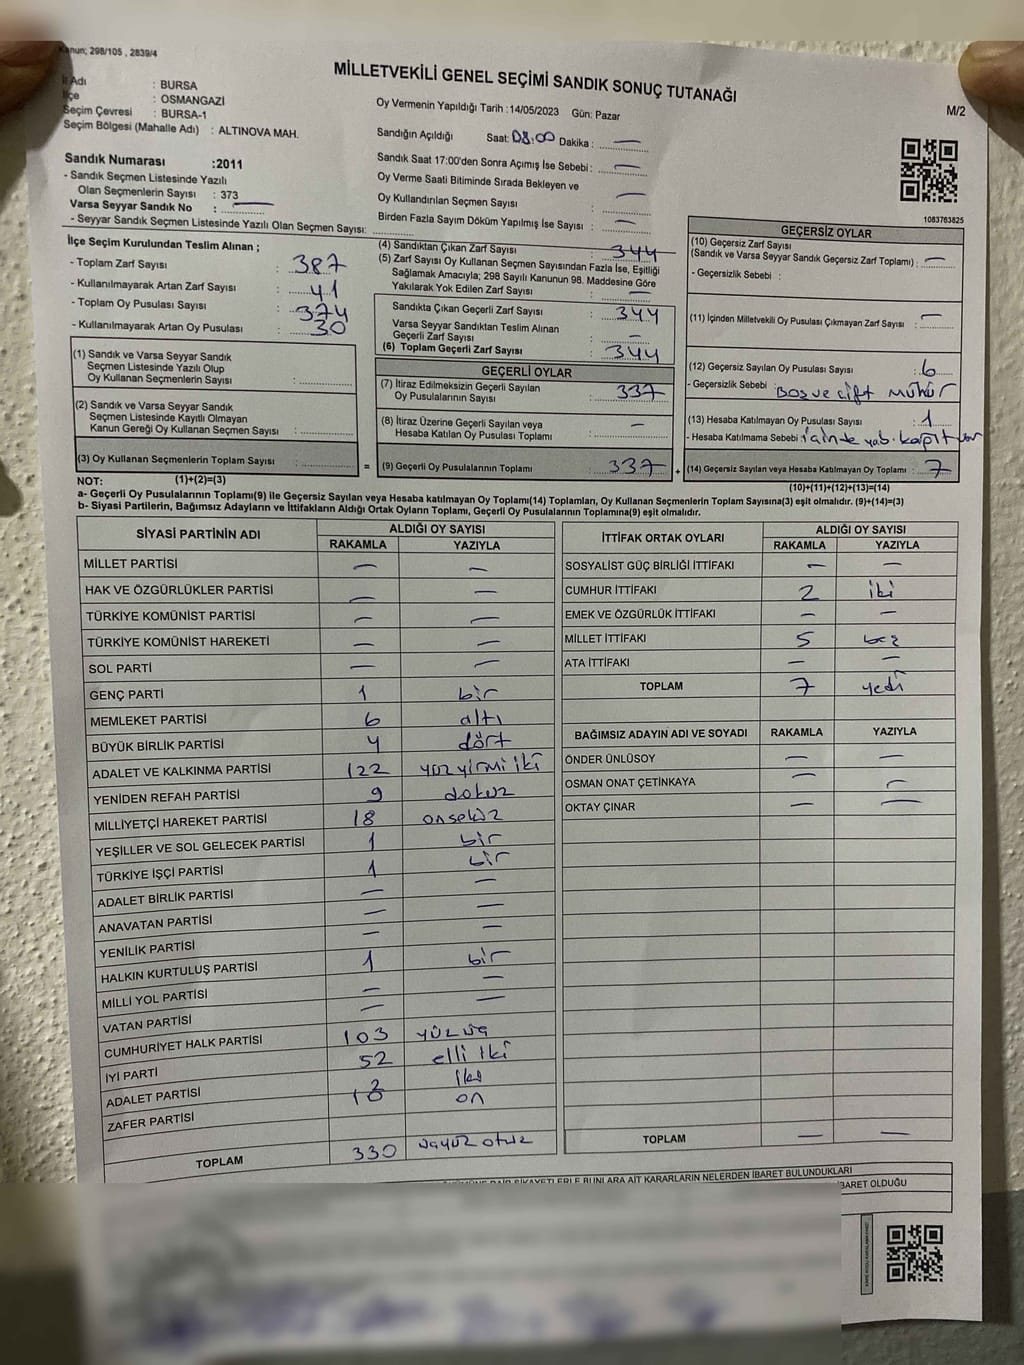 Kanun; 298/105 , 2839/4
MİLLETVEKİLİ GENEL SEÇİMİ SANDIK SONUÇ TUTANAĞI
M/2
İl Adı : BURSA
İlçe : OSMANGAZİ
Seçim Çevresi : BURSA-1
Seçim Bölgesi (Mahalle Adı) : ALTINOVA MAH.
Sandık Numarası :2011
- Sandık Seçmen Listesinde Yazılı
Olan Seçmenlerin Sayısı : 373
Varsa Seyyar Sandık No : —
- Seyyar Sandık Seçmen Listesinde Yazılı Olan Seçmen Sayısı:
Oy Vermenin Yapıldığı Tarih :14/05/2023 Gün: Pazar
Sandığın Açıldığı Saat: 08:00 Dakika : —
Sandık Saat 17:00'den Sonra Açımış İse Sebebi : —
Oy Verme Saati Bitiminde Sırada Bekleyen ve
Oy Kullandırılan Seçmen Sayısı : —
Birden Fazla Sayım Döküm Yapılmış İse Sayısı : —
1083763825
İlçe Seçim Kurulundan Teslim Alınan ;
- Toplam Zarf Sayısı : 387
- Kullanılmayarak Artan Zarf Sayısı : 41
- Toplam Oy Pusulası Sayısı : 374
- Kullanılmayarak Artan Oy Pusulası : 30
(1) Sandık ve Varsa Seyyar Sandık
Seçmen Listesinde Yazılı Olup
Oy Kullanan Seçmenlerin Sayısı :
(2) Sandık ve Varsa Seyyar Sandık
Seçmen Listesinde Kayıtlı Olmayan
Kanun Gereği Oy Kullanan Seçmen Sayısı :
(3) Oy Kullanan Seçmenlerin Toplam Sayısı :
(1)+(2)=(3)
(4) Sandıktan Çıkan Zarf Sayısı : 344
(5) Zarf Sayısı Oy Kullanan Seçmen Sayısından Fazla İse, Eşitliği
Sağlamak Amacıyla; 298 Sayılı Kanunun 98. Maddesine Göre
Yakılarak Yok Edilen Zarf Sayısı : —
Sandıkta Çıkan Geçerli Zarf Sayısı : 344
Varsa Seyyar Sandıktan Teslim Alınan
Geçerli Zarf Sayısı : —
(6) Toplam Geçerli Zarf Sayısı : 344
GEÇERLİ OYLAR
(7) İtiraz Edilmeksizin Geçerli Sayılan
Oy Pusulalarının Sayısı : 337
(8) İtiraz Üzerine Geçerli Sayılan veya
Hesaba Katılan Oy Pusulası Toplamı : —
= (9) Geçerli Oy Pusulalarının Toplamı : 337 +
GEÇERSİZ OYLAR
(10) Geçersiz Zarf Sayısı
(Sandık ve Varsa Seyyar Sandık Geçersiz Zarf Toplamı) : —
- Geçersizlik Sebebi :
(11) İçinden Milletvekili Oy Pusulası Çıkmayan Zarf Sayısı : —
(12) Geçersiz Sayılan Oy Pusulası Sayısı : 6
- Geçersizlik Sebebi : Boş ve çift mühür
(13) Hesaba Katılmayan Oy Pusulası Sayısı : 1
- Hesaba Katılmama Sebebi : içinde yab.
(14) Geçersiz Sayılan veya Hesaba Katılmayan Oy Toplamı : 7
(10)+(11)+(12)+(13)=(14)
NOT:
a- Geçerli Oy Pusulalarının Toplamı(9) ile Geçersiz Sayılan veya Hesaba katılmayan Oy Toplamı(14) Toplamları, Oy Kullanan Seçmenlerin Toplam Sayısına(3) eşit olmalıdır. (9)+(14)=(3)
b- Siyasi Partilerin, Bağımsız Adayların ve İttifakların Aldığı Ortak Oyların Toplamı, Geçerli Oy Pusulalarının Toplamına(9) eşit olmalıdır.
SİYASİ PARTİNİN ADI ALDIĞI OY SAYISI
RAKAMLA YAZIYLA
MİLLET PARTİSİ — —
HAK VE ÖZGÜRLÜKLER PARTİSİ — —
TÜRKİYE KOMÜNİST PARTİSİ — —
TÜRKİYE KOMÜNİST HAREKETİ — —
SOL PARTİ — —
GENÇ PARTİ 1 bir
MEMLEKET PARTİSİ 6 altı
BÜYÜK BİRLİK PARTİSİ 4 dört
ADALET VE KALKINMA PARTİSİ 122 yüz yirmi iki
YENİDEN REFAH PARTİSİ 9 dokuz
MİLLİYETÇİ HAREKET PARTİSİ 18 onsekiz
YEŞİLLER VE SOL GELECEK PARTİSİ 1 bir
TÜRKİYE İŞÇİ PARTİSİ 1 bir
ADALET BİRLİK PARTİSİ — —
ANAVATAN PARTİSİ — —
YENİLİK PARTİSİ — —
HALKIN KURTULUŞ PARTİSİ 1 bir
MİLLİ YOL PARTİSİ — —
VATAN PARTİSİ — —
CUMHURİYET HALK PARTİSİ 103 yüz üç
İYİ PARTİ 52 elli iki
ADALET PARTİSİ 2 iki
ZAFER PARTİSİ 10 on
TOPLAM 330 üçyüz otuz
İTTİFAK ORTAK OYLARI ALDIĞI OY SAYISI
RAKAMLA YAZIYLA
SOSYALİST GÜÇ BİRLİĞİ İTTİFAKI — —
CUMHUR İTTİFAKI 2 iki
EMEK VE ÖZGÜRLÜK İTTİFAKI — —
MİLLET İTTİFAKI 5 beş
ATA İTTİFAKI — —
TOPLAM 7 yedi
BAĞIMSIZ ADAYIN ADI VE SOYADI RAKAMLA YAZIYLA
ÖNDER ÜNLÜSOY — —
OSMAN ONAT ÇETİNKAYA — —
OKTAY ÇINAR — —
TOPLAM — —
ŞİKAYETLERLE BUNLARA AİT KARARLARIN NELERDEN İBARET BULUNDUKLARI
İBARET OLDUĞU